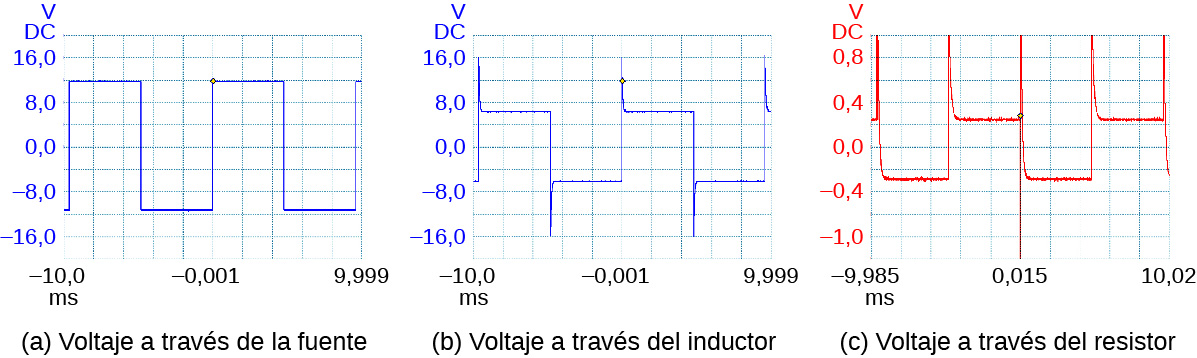 V
DC
16,0
8,0
0,0
−8,0
−16,0
−10,0
−0,001
9,999
ms
(a) Voltaje a través de la fuente
V
DC
16,0
8,0
0,0
−8,0
−16,0
−10,0
−0,001
9,999
ms
(b) Voltaje a través del inductor
V
DC
0,8
0,4
0,0
−0,4
−1,0
−9,985
0,015
10,02
ms
(c) Voltaje a través del resistor